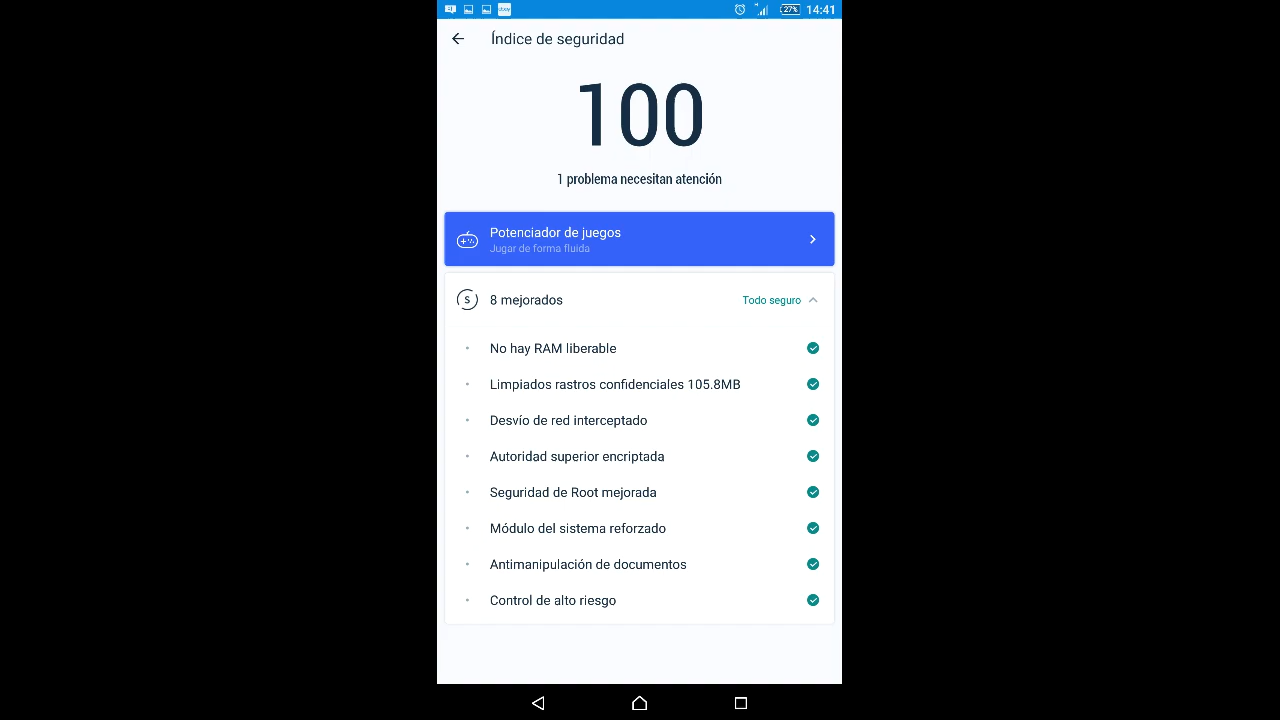 27%
14:41
Índice de seguridad
100
1 problema necesitan atención
Potenciador de juegos
Jugar de forma fluida
S
8 mejorados
Todo seguro
No hay RAM liberable
Limpiados rastros confidenciales 105.8MB
Desvío de red interceptado
Autoridad superior encriptada
Seguridad de Root mejorada
Módulo del sistema reforzado
Antimanipulación de documentos
Control de alto riesgo